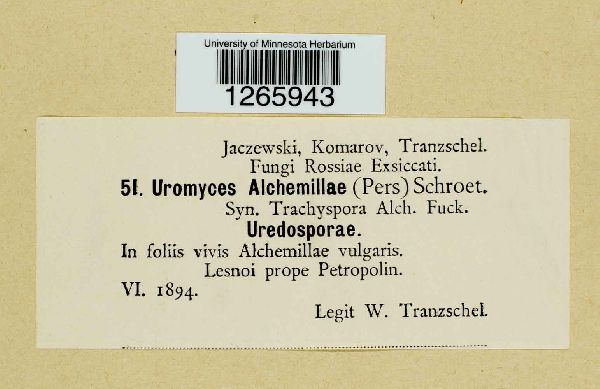 University of Minnesota Herbarium
1265943
Jaczewski, Komarov, Tranzschel.
Fungi Rossiae Exsiccati.
51. Uromyces Alchemillae (Pers) Schroet.
Syn. Trachyspora Alch. Fuck.
Uredosporae.
In foliis vivis Alchemillae vulgaris.
Lesnoi prope Petropolin.
VI. 1894.
Legit W. Tranzschel.